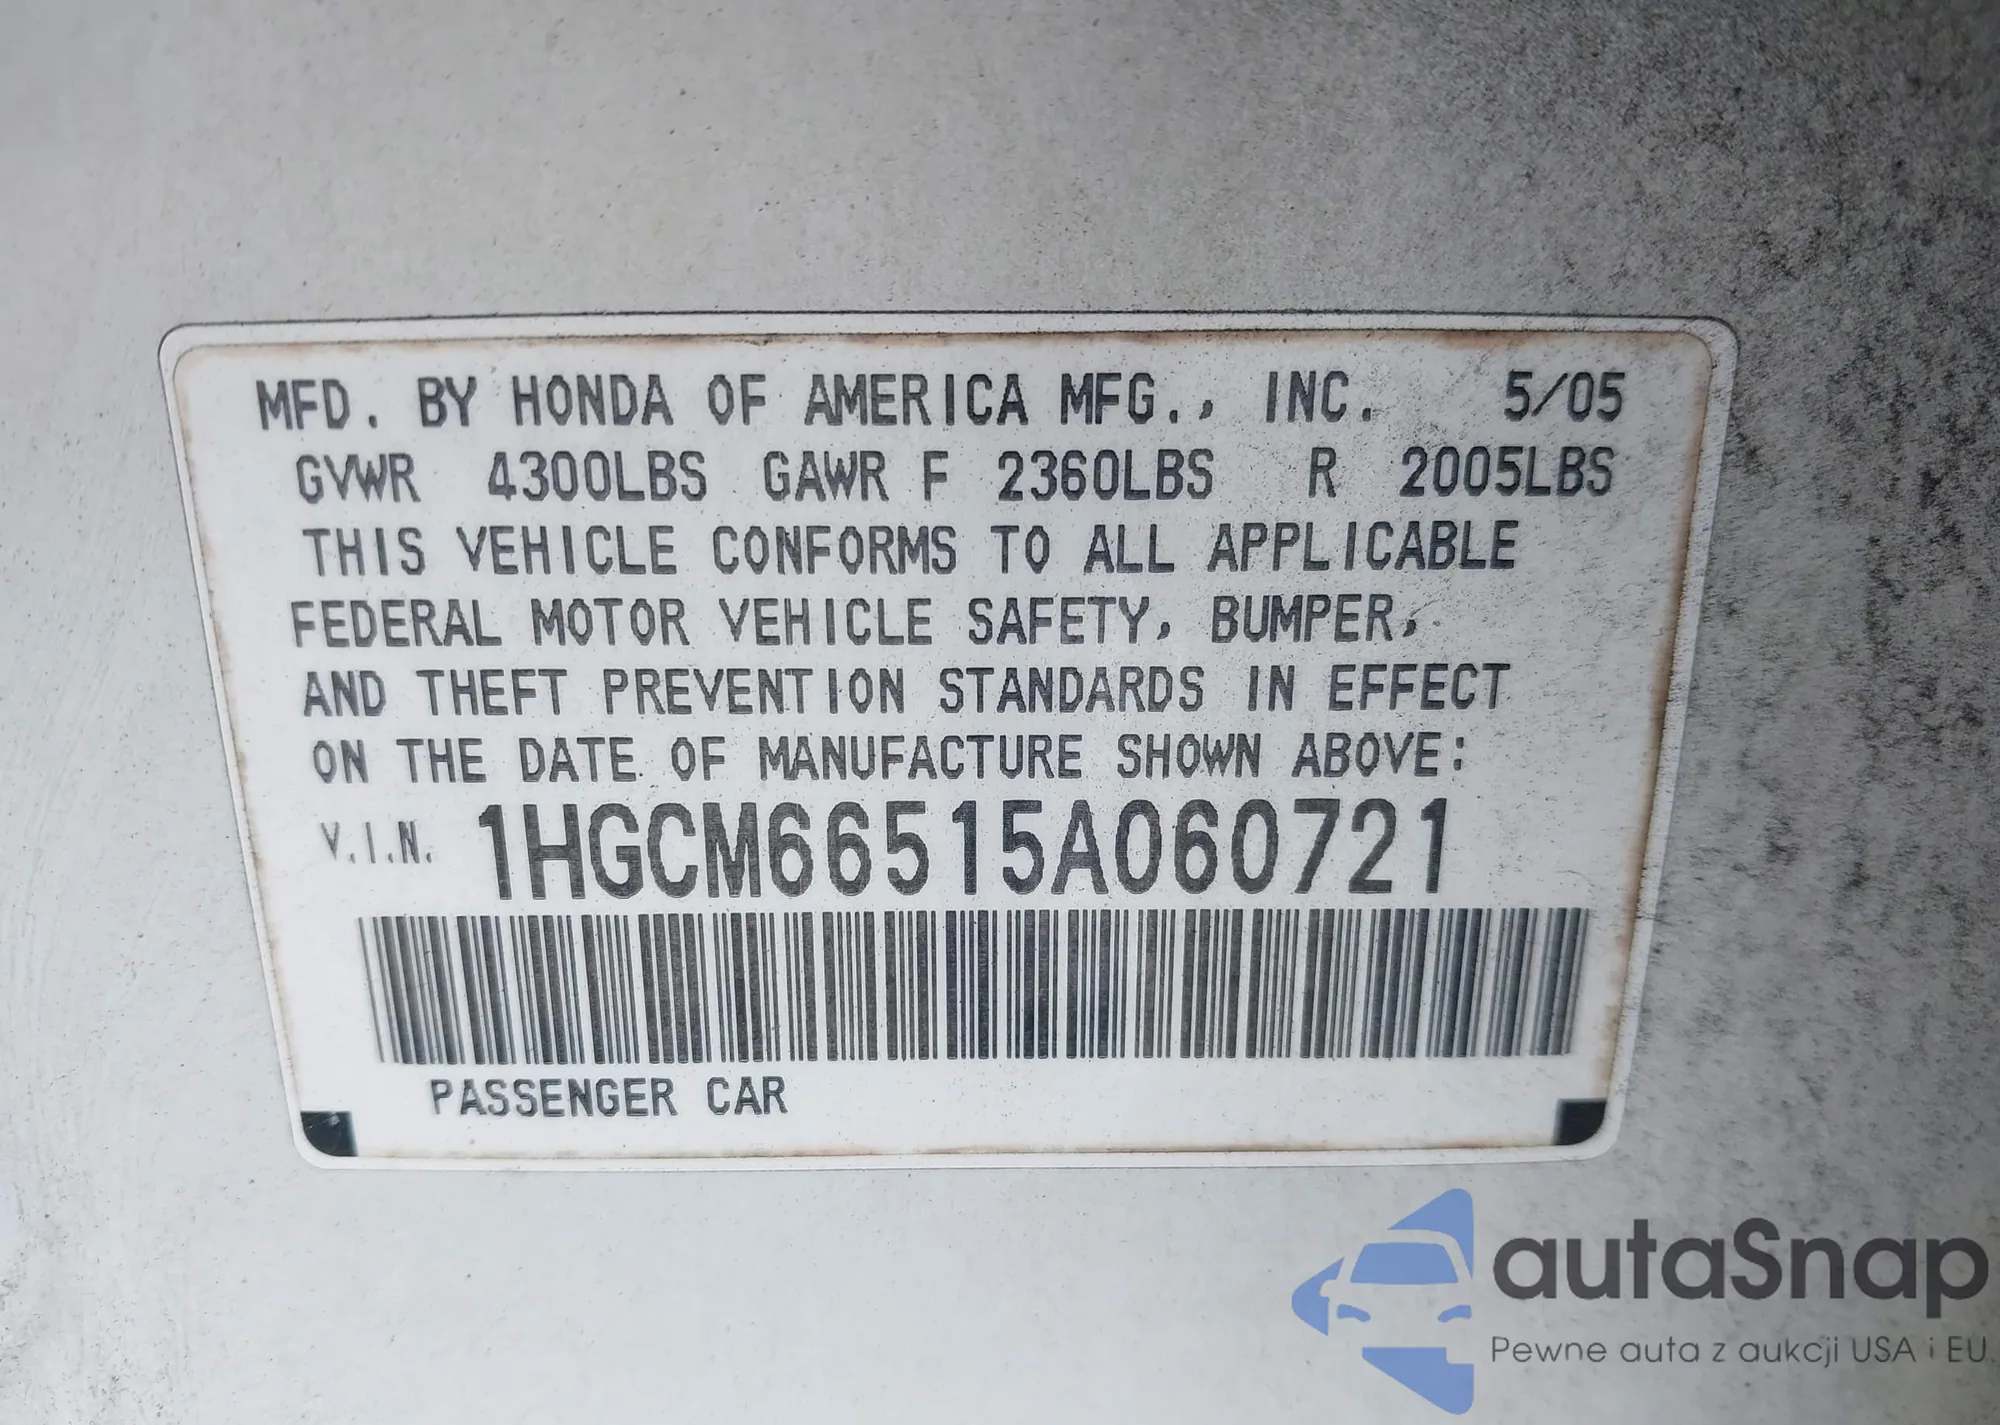 MFD. BY HONDA OF AMERICA MFG., INC. 5/05
GVWR 4300LBS GAWR F 2360LBS R 2005LBS
THIS VEHICLE CONFORMS TO ALL APPLICABLE
FEDERAL MOTOR VEHICLE SAFETY, BUMPER,
AND THEFT PREVENTION STANDARDS IN EFFECT
ON THE DATE OF MANUFACTURE SHOWN ABOVE:
V.I.N. 1HGCM66515A060721
PASSENGER CAR
autaSnap
Pewne auta z aukcji USA i EU